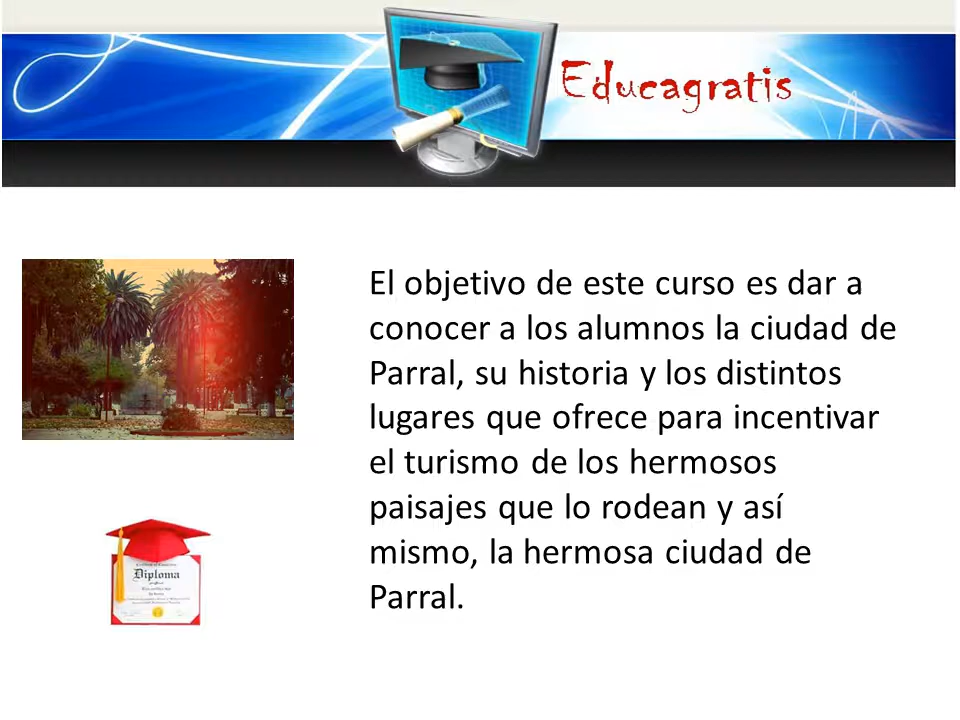 Educagratis
El objetivo de este curso es dar a
conocer a los alumnos la ciudad de
Parral, su historia y los distintos
lugares que ofrece para incentivar
el turismo de los hermosos
paisajes que lo rodean y así
mismo, la hermosa ciudad de
Parral.
Diploma